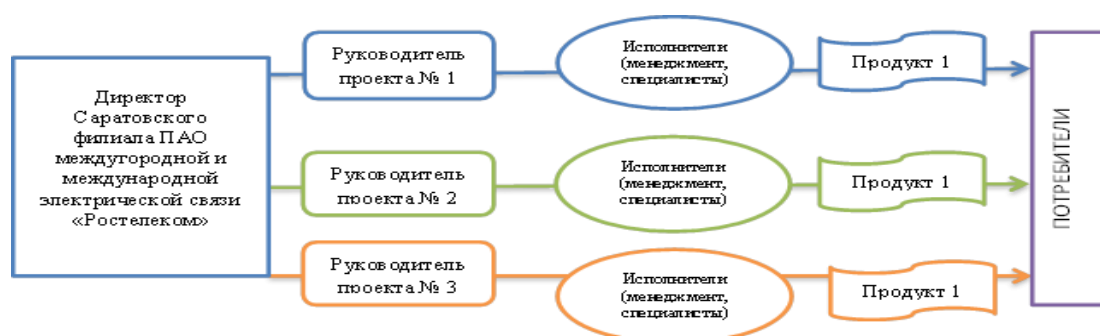 Директор
Саратовского
филиала ПАО
междугородной и
международной
электрической связи
«Ростелеком»
Руководитель
проекта № 1
Исполнители
(менеджмент,
специалисты)
Продукт 1
Руководитель
проекта № 2
Исполнители
(менеджмент,
специалисты)
Продукт 1
Руководитель
проекта № 3
Исполнители
(менеджмент,
специалисты)
Продукт 1
ПОТРЕБИТЕЛИ